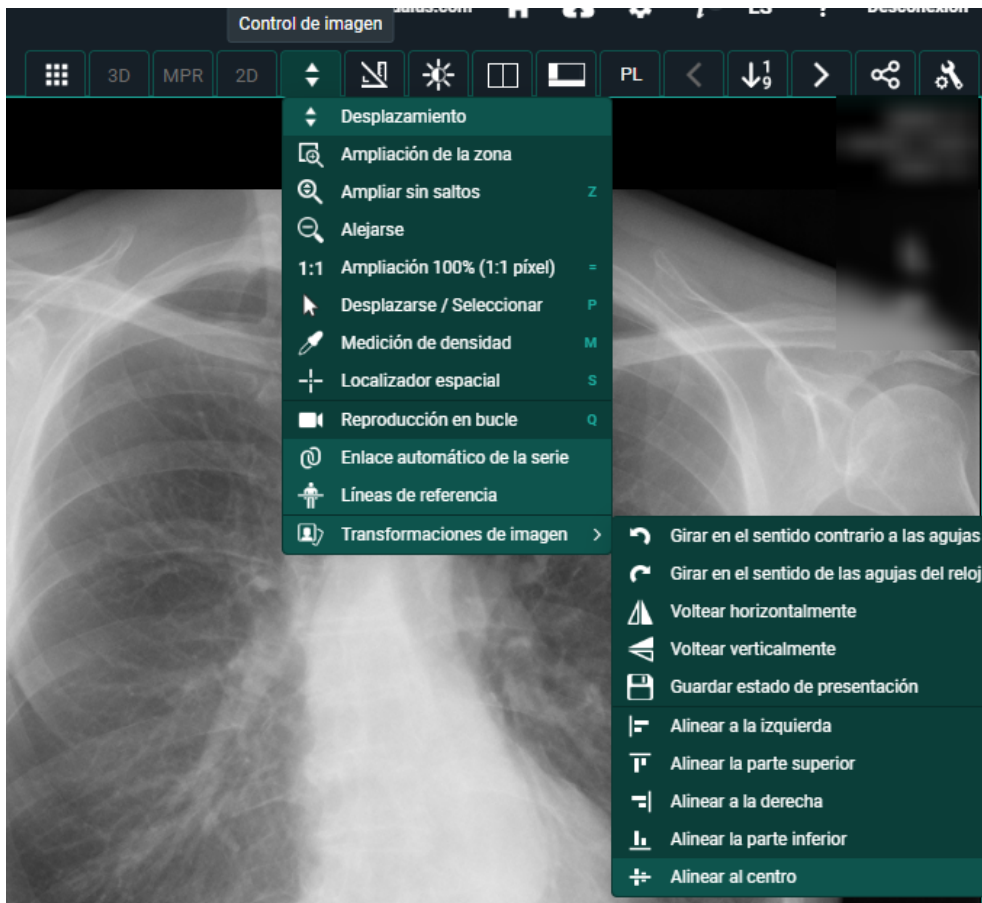 Control de imagen
ES
?
Desconexión
3D
MPR
2D
PL
1
9
Desplazamiento
Ampliación de la zona
Ampliar sin saltos Z
Alejarse
1:1 Ampliación 100% (1:1 píxel) =
Desplazarse / Seleccionar P
Medición de densidad M
Localizador espacial S
Reproducción en bucle Q
Enlace automático de la serie
Líneas de referencia
Transformaciones de imagen
Girar en el sentido contrario a las agujas
Girar en el sentido de las agujas del reloj
Voltear horizontalmente
Voltear verticalmente
Guardar estado de presentación
Alinear a la izquierda
Alinear la parte superior
Alinear a la derecha
Alinear la parte inferior
Alinear al centro